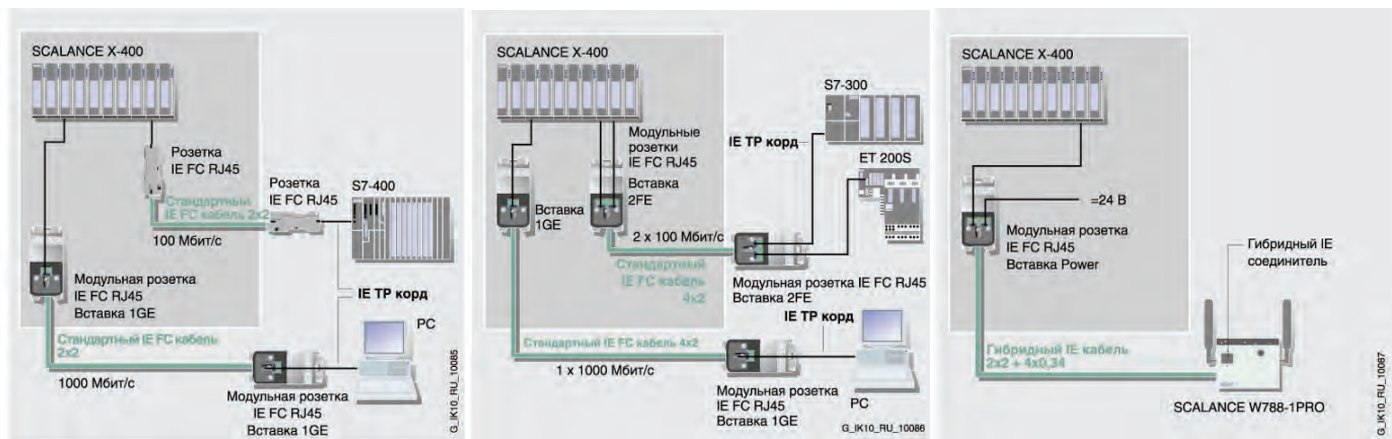 SCALANCE X-400
Розетка
IE FC RJ45
Розетка
IE FC RJ45
S7-400
Стандартный
IE FC кабель 2x2
100 Мбит/с
Модульная розетка
IE FC RJ45
Вставка 1GE
IE TP корд
PC
Стандартный IE FC кабель
2x2
1000 Мбит/с
Модульная розетка
IE FC RJ45
Вставка 1GE
G_IK10_RU_10085
SCALANCE X-400
S7-300
Модульные
розетки
IE FC RJ45
IE TP корд
ET 200S
Вставка
2FE
Вставка
1GE
2 x 100 Мбит/с
Стандартный
IE FC кабель
4x2
Модульная розетка IE FC RJ45
Вставка 2FE
IE TP корд
Стандартный IE FC кабель 4x2
1 x 1000 Мбит/с
Модульная розетка
IE FC RJ45
Вставка 1GE
PC
G_IK10_RU_10086
SCALANCE X-400
=24 В
Модульная розетка
IE FC RJ45
Вставка Power
Гибридный IE
соединитель
Гибридный IE кабель
2x2 + 4x0,34
SCALANCE W788-1PRO
G_IK10_RU_10087